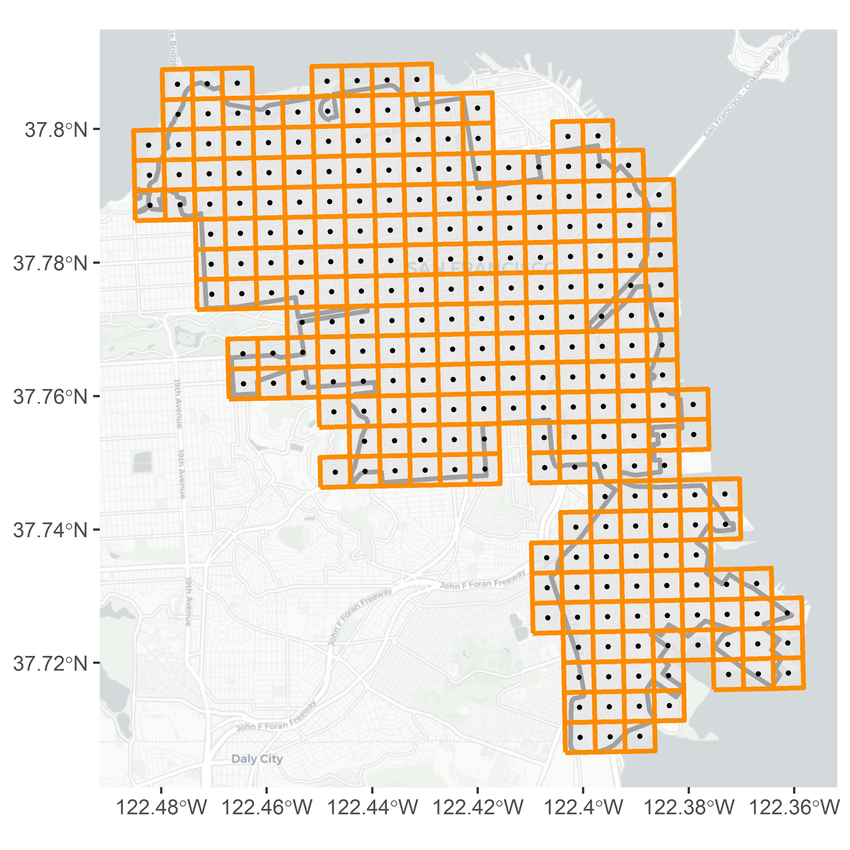 San Francisco - Oakland Bay Bridge
37.8°N
37.78°N
SAN FRANCISCO
37.76°N
19th Avenue
19th Avenue
37.74°N
John F Foran Freeway
19th Avenue
John F Foran Freeway
37.72°N
John F Foran Freeway
Daly City
122.48°W 122.46°W 122.44°W 122.42°W 122.4°W 122.38°W 122.36°W